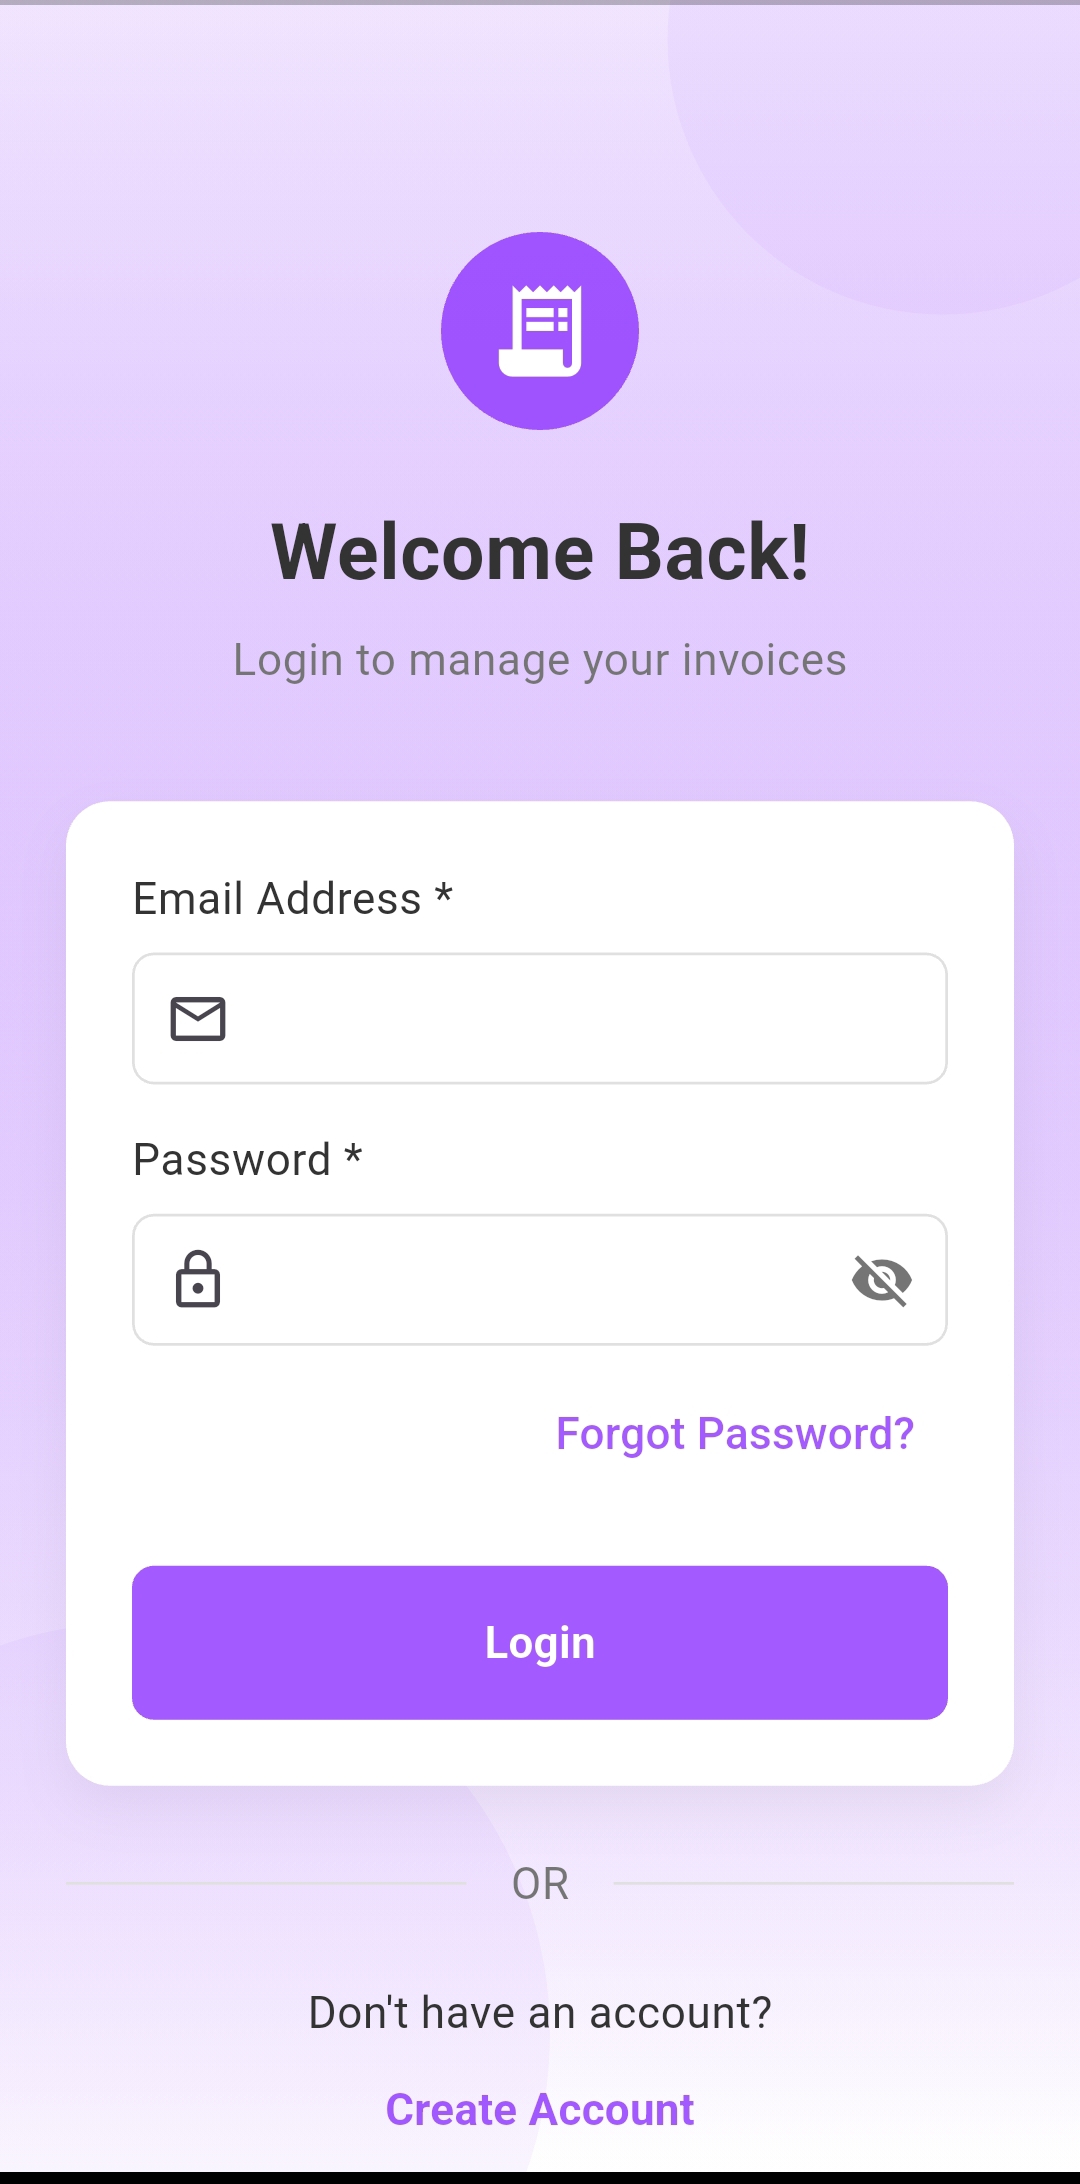 Welcome Back!
Login to manage your invoices
Email Address *
Password *
Forgot Password?
Login
OR
Don't have an account?
Create Account